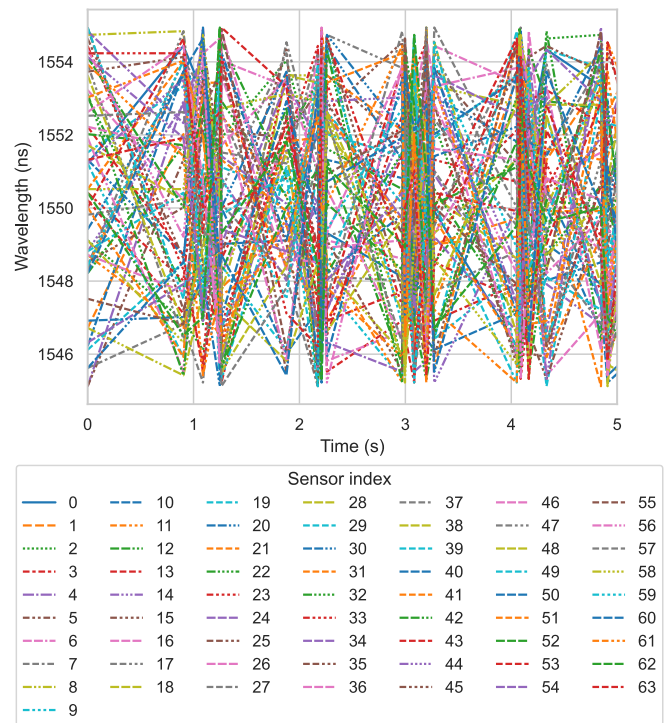 1554
1552
1550
1548
1546
Wavelength (ns)
0 1 2 3 4 5
Time (s)
Sensor index
0 10 19 28 37 46 55
1 11 20 29 38 47 56
2 12 21 30 39 48 57
3 13 22 31 40 49 58
4 14 23 32 41 50 59
5 15 24 33 42 51 60
6 16 25 34 43 52 61
7 17 26 35 44 53 62
8 18 27 36 45 54 63
9